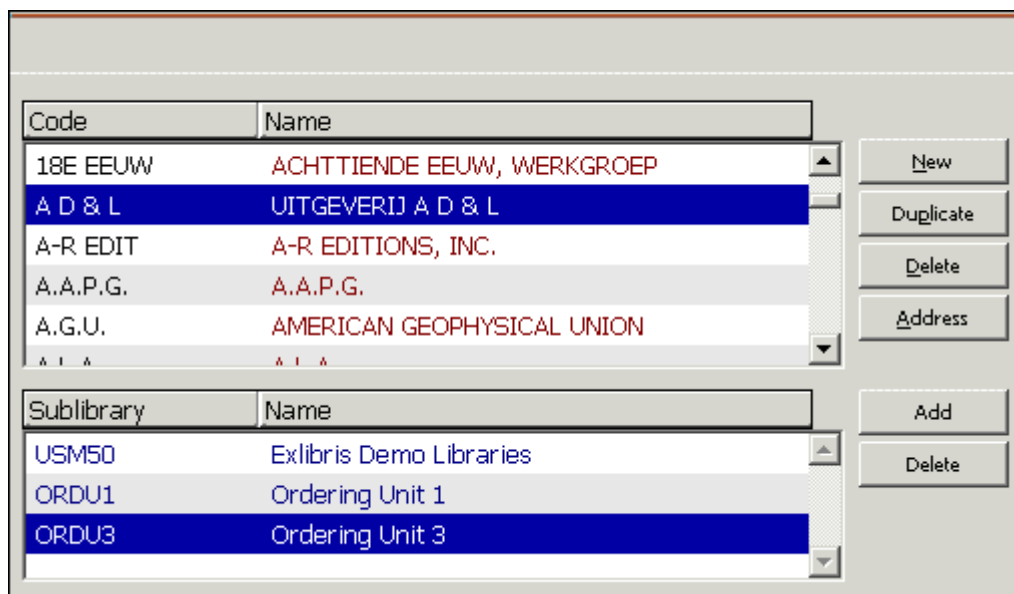 Code Name
18E EEUW ACHTTIENDE EEUW, WERKGROEP
A D & L UITGEVERIJ A D & L
A-R EDIT A-R EDITIONS, INC.
A.A.P.G. A.A.P.G.
A.G.U. AMERICAN GEOPHYSICAL UNION
New
Duplicate
Delete
Address
Sublibrary Name
USM50 Exlibris Demo Libraries
ORDU1 Ordering Unit 1
ORDU3 Ordering Unit 3
Add
Delete